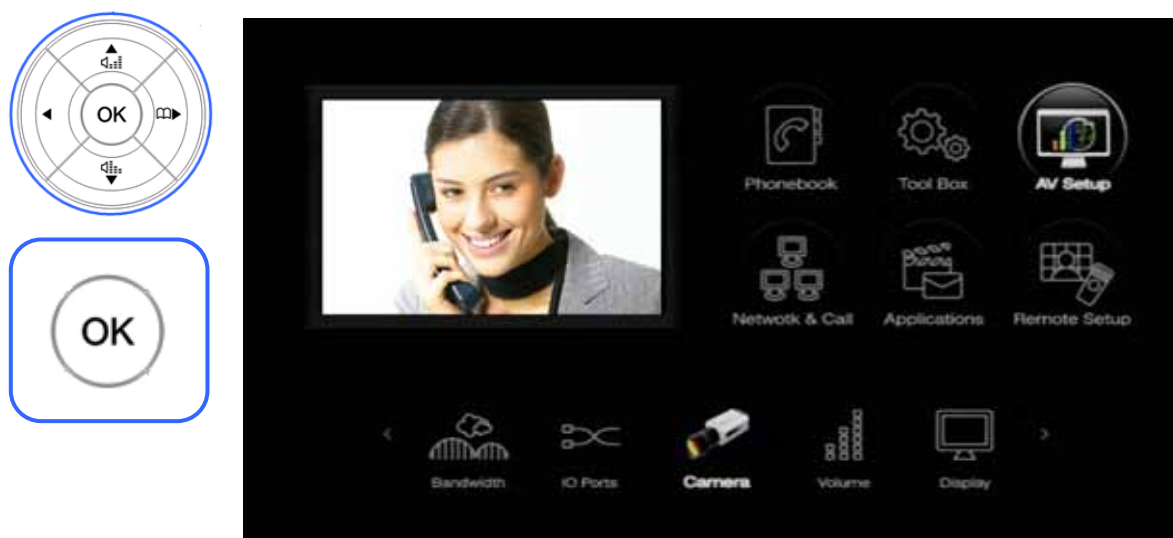 OK
OK
Phonebook Tool Box AV Setup
Netwotk & Call Applications Remote Setup
Bandwidth IO Ports Camera Volume Display